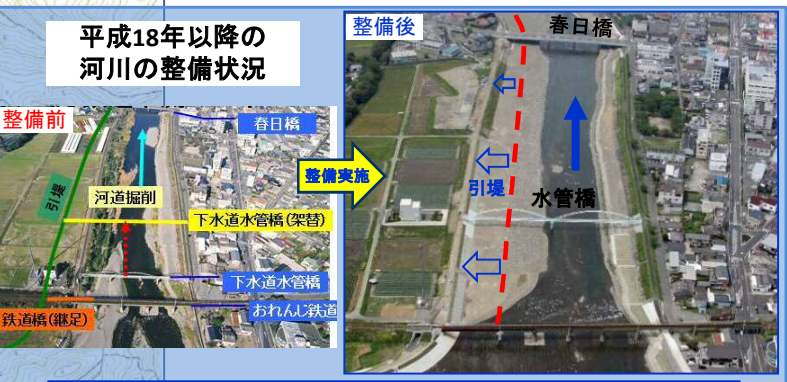 平成18年以降の
河川の整備状況
整備前
春日橋
引堤
河道掘削
下水道水管橋(架替)
下水道水管橋
おれんじ鉄道
鉄道橋(継足)
整備実施
整備後
春日橋
引堤
水管橋